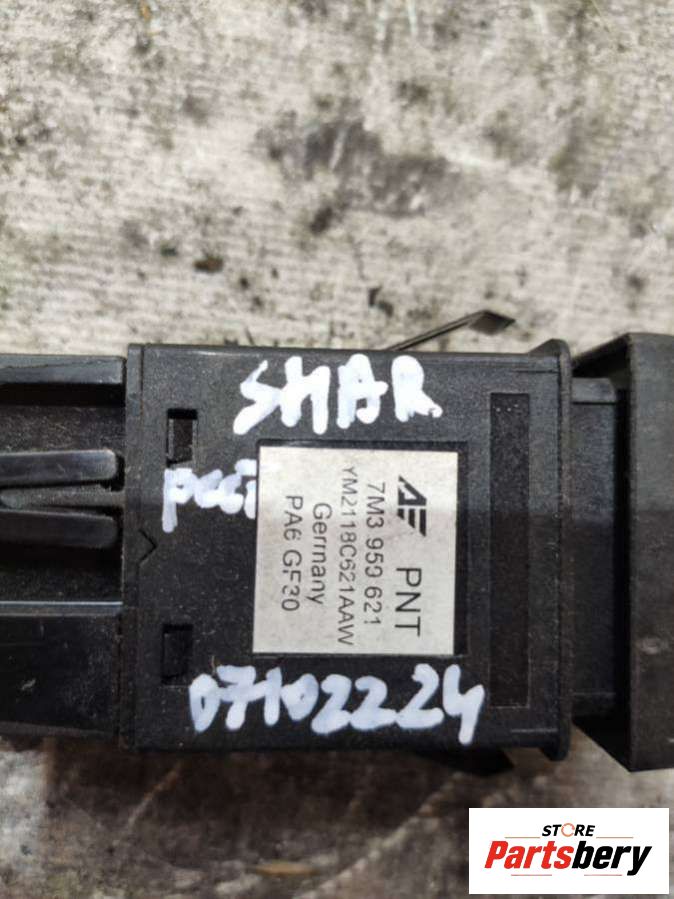 SHAR
PNT
7M3 959 621
YM2118C621AAW
Germany
PA6 GF30
07102224
STORE
Partsbery